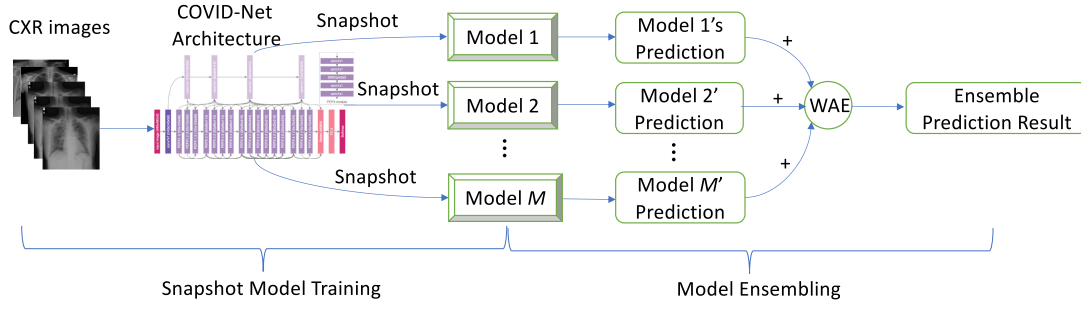 CXR images
COVID-Net
Architecture
Snapshot
Model 1
Model 1's
Prediction
+
Snapshot
Model 2
Model 2'
Prediction
+
WAE
Ensemble
Prediction Result
⋮
⋮
Snapshot
Model M
Model M'
Prediction
+
Snapshot Model Training
Model Ensembling